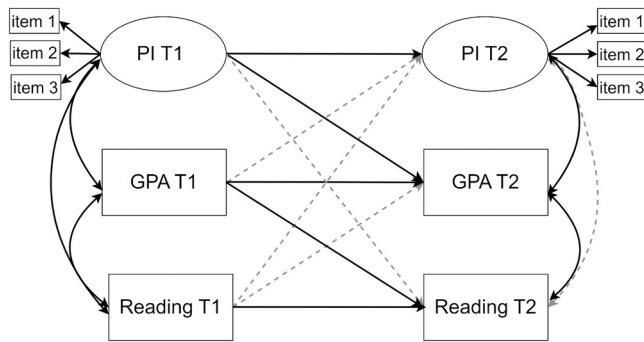 item 1
item 2
item 3
PI T1
PI T2
item 1
item 2
item 3
GPA T1
GPA T2
Reading T1
Reading T2